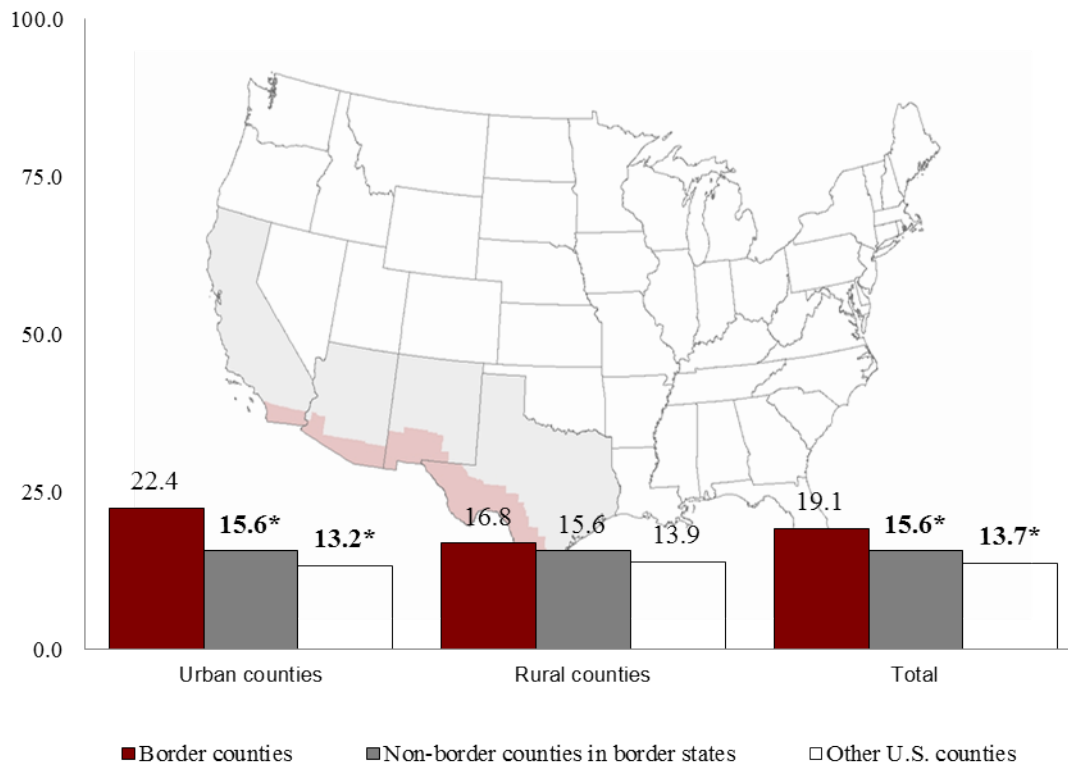 100.0
75.0
50.0
25.0
0.0
22.4
15.6*
13.2*
16.8
15.6
13.9
19.1
15.6*
13.7*
Urban counties
Rural counties
Total
Border counties
Non-border counties in border states
Other U.S. counties